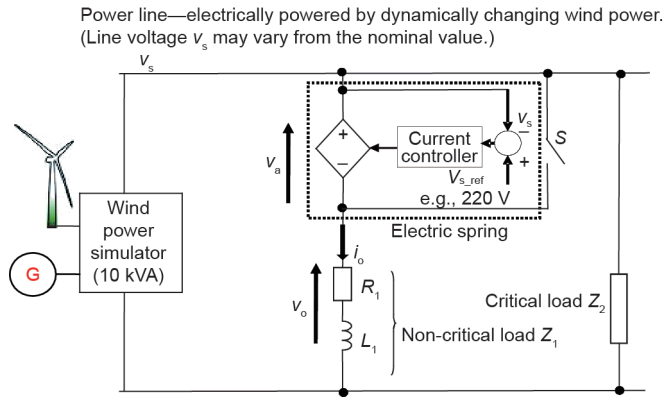 Power line—electrically powered by dynamically changing wind power.
(Line voltage vs may vary from the nominal value.)
vs
+
−
va
Current
controller
vs
−
+
S
Vs_ref
e.g., 220 V
Electric spring
Wind
power
simulator
(10 kVA)
G
io
vo
R1
L1
Non-critical load Z1
Critical load Z2